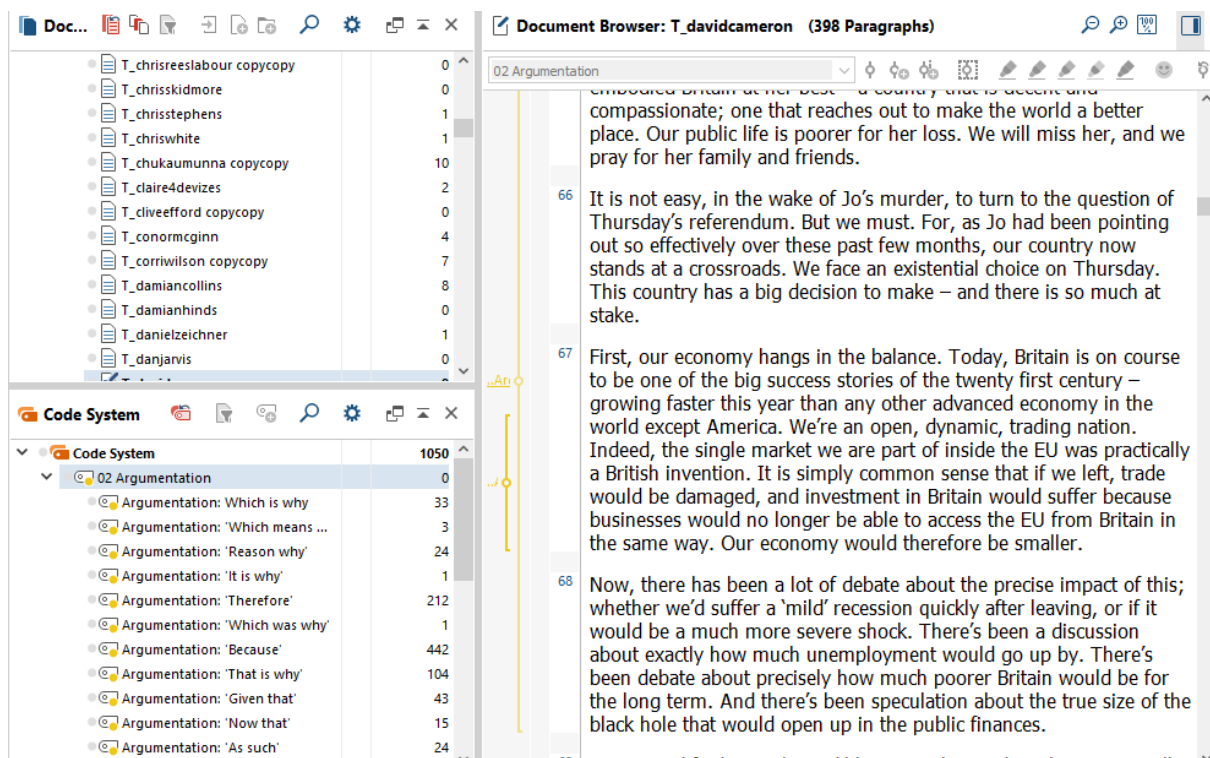 Doc...
T_chrisreeslabour copycopy 0
T_chrisskidmore 0
T_chrisstephens 1
T_chriswhite 1
T_chukaumunna copycopy 10
T_claire4devizes 2
T_cliveefford copycopy 0
T_conormcginn 4
T_corriwilson copycopy 7
T_damiancollins 8
T_damianhinds 0
T_danielzeichner 1
T_danjarvis 0
Code System
Code System 1050
02 Argumentation 0
Argumentation: Which is why 33
Argumentation: 'Which means ... 3
Argumentation: 'Reason why' 24
Argumentation: 'It is why' 1
Argumentation: 'Therefore' 212
Argumentation: 'Which was why' 1
Argumentation: 'Because' 442
Argumentation: 'That is why' 104
Argumentation: 'Given that' 43
Argumentation: 'Now that' 15
Argumentation: 'As such' 24
Document Browser: T_davidcameron (398 Paragraphs)
100 %
02 Argumentation
embodied Britain at her best – a country that is decent and
compassionate; one that reaches out to make the world a better
place. Our public life is poorer for her loss. We will miss her, and we
pray for her family and friends.
66 It is not easy, in the wake of Jo's murder, to turn to the question of
Thursday's referendum. But we must. For, as Jo had been pointing
out so effectively over these past few months, our country now
stands at a crossroads. We face an existential choice on Thursday.
This country has a big decision to make – and there is so much at
stake.
67 First, our economy hangs in the balance. Today, Britain is on course
..Arı
to be one of the big success stories of the twenty first century –
growing faster this year than any other advanced economy in the
world except America. We're an open, dynamic, trading nation.
Indeed, the single market we are part of inside the EU was practically
..A
a British invention. It is simply common sense that if we left, trade
would be damaged, and investment in Britain would suffer because
businesses would no longer be able to access the EU from Britain in
the same way. Our economy would therefore be smaller.
68 Now, there has been a lot of debate about the precise impact of this;
whether we'd suffer a 'mild' recession quickly after leaving, or if it
would be a much more severe shock. There's been a discussion
about exactly how much unemployment would go up by. There's
been debate about precisely how much poorer Britain would be for
the long term. And there's been speculation about the true size of the
black hole that would open up in the public finances.